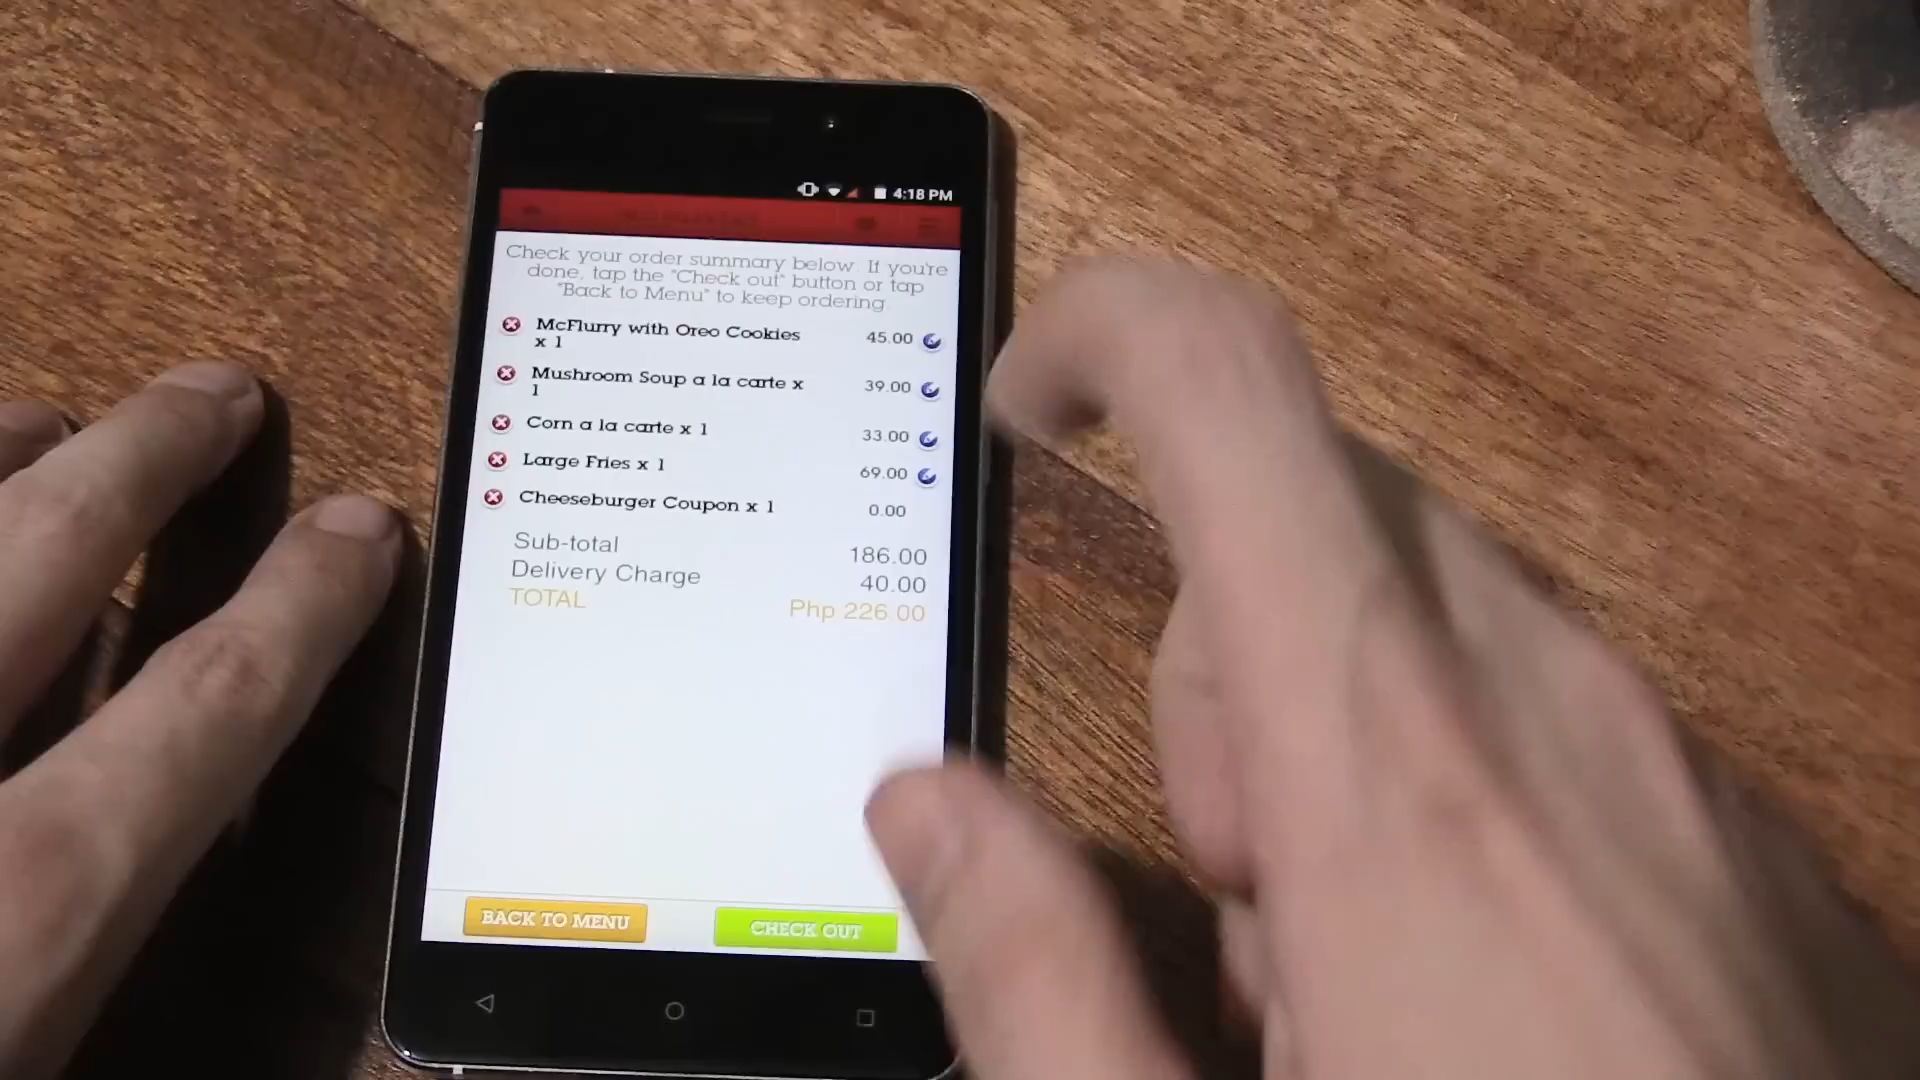 4:18 PM
Check your order summary below. If you're
done, tap the "Check out" button or tap
"Back to Menu" to keep ordering.
McFlurry with Oreo Cookies
x 1
45.00
Mushroom Soup a la carte x
1
39.00
Corn a la carte x 1
33.00
Large Fries x 1
69.00
Cheeseburger Coupon x 1
0.00
Sub-total
186.00
Delivery Charge
40.00
TOTAL
Php 226.00
BACK TO MENU
CHECK OUT